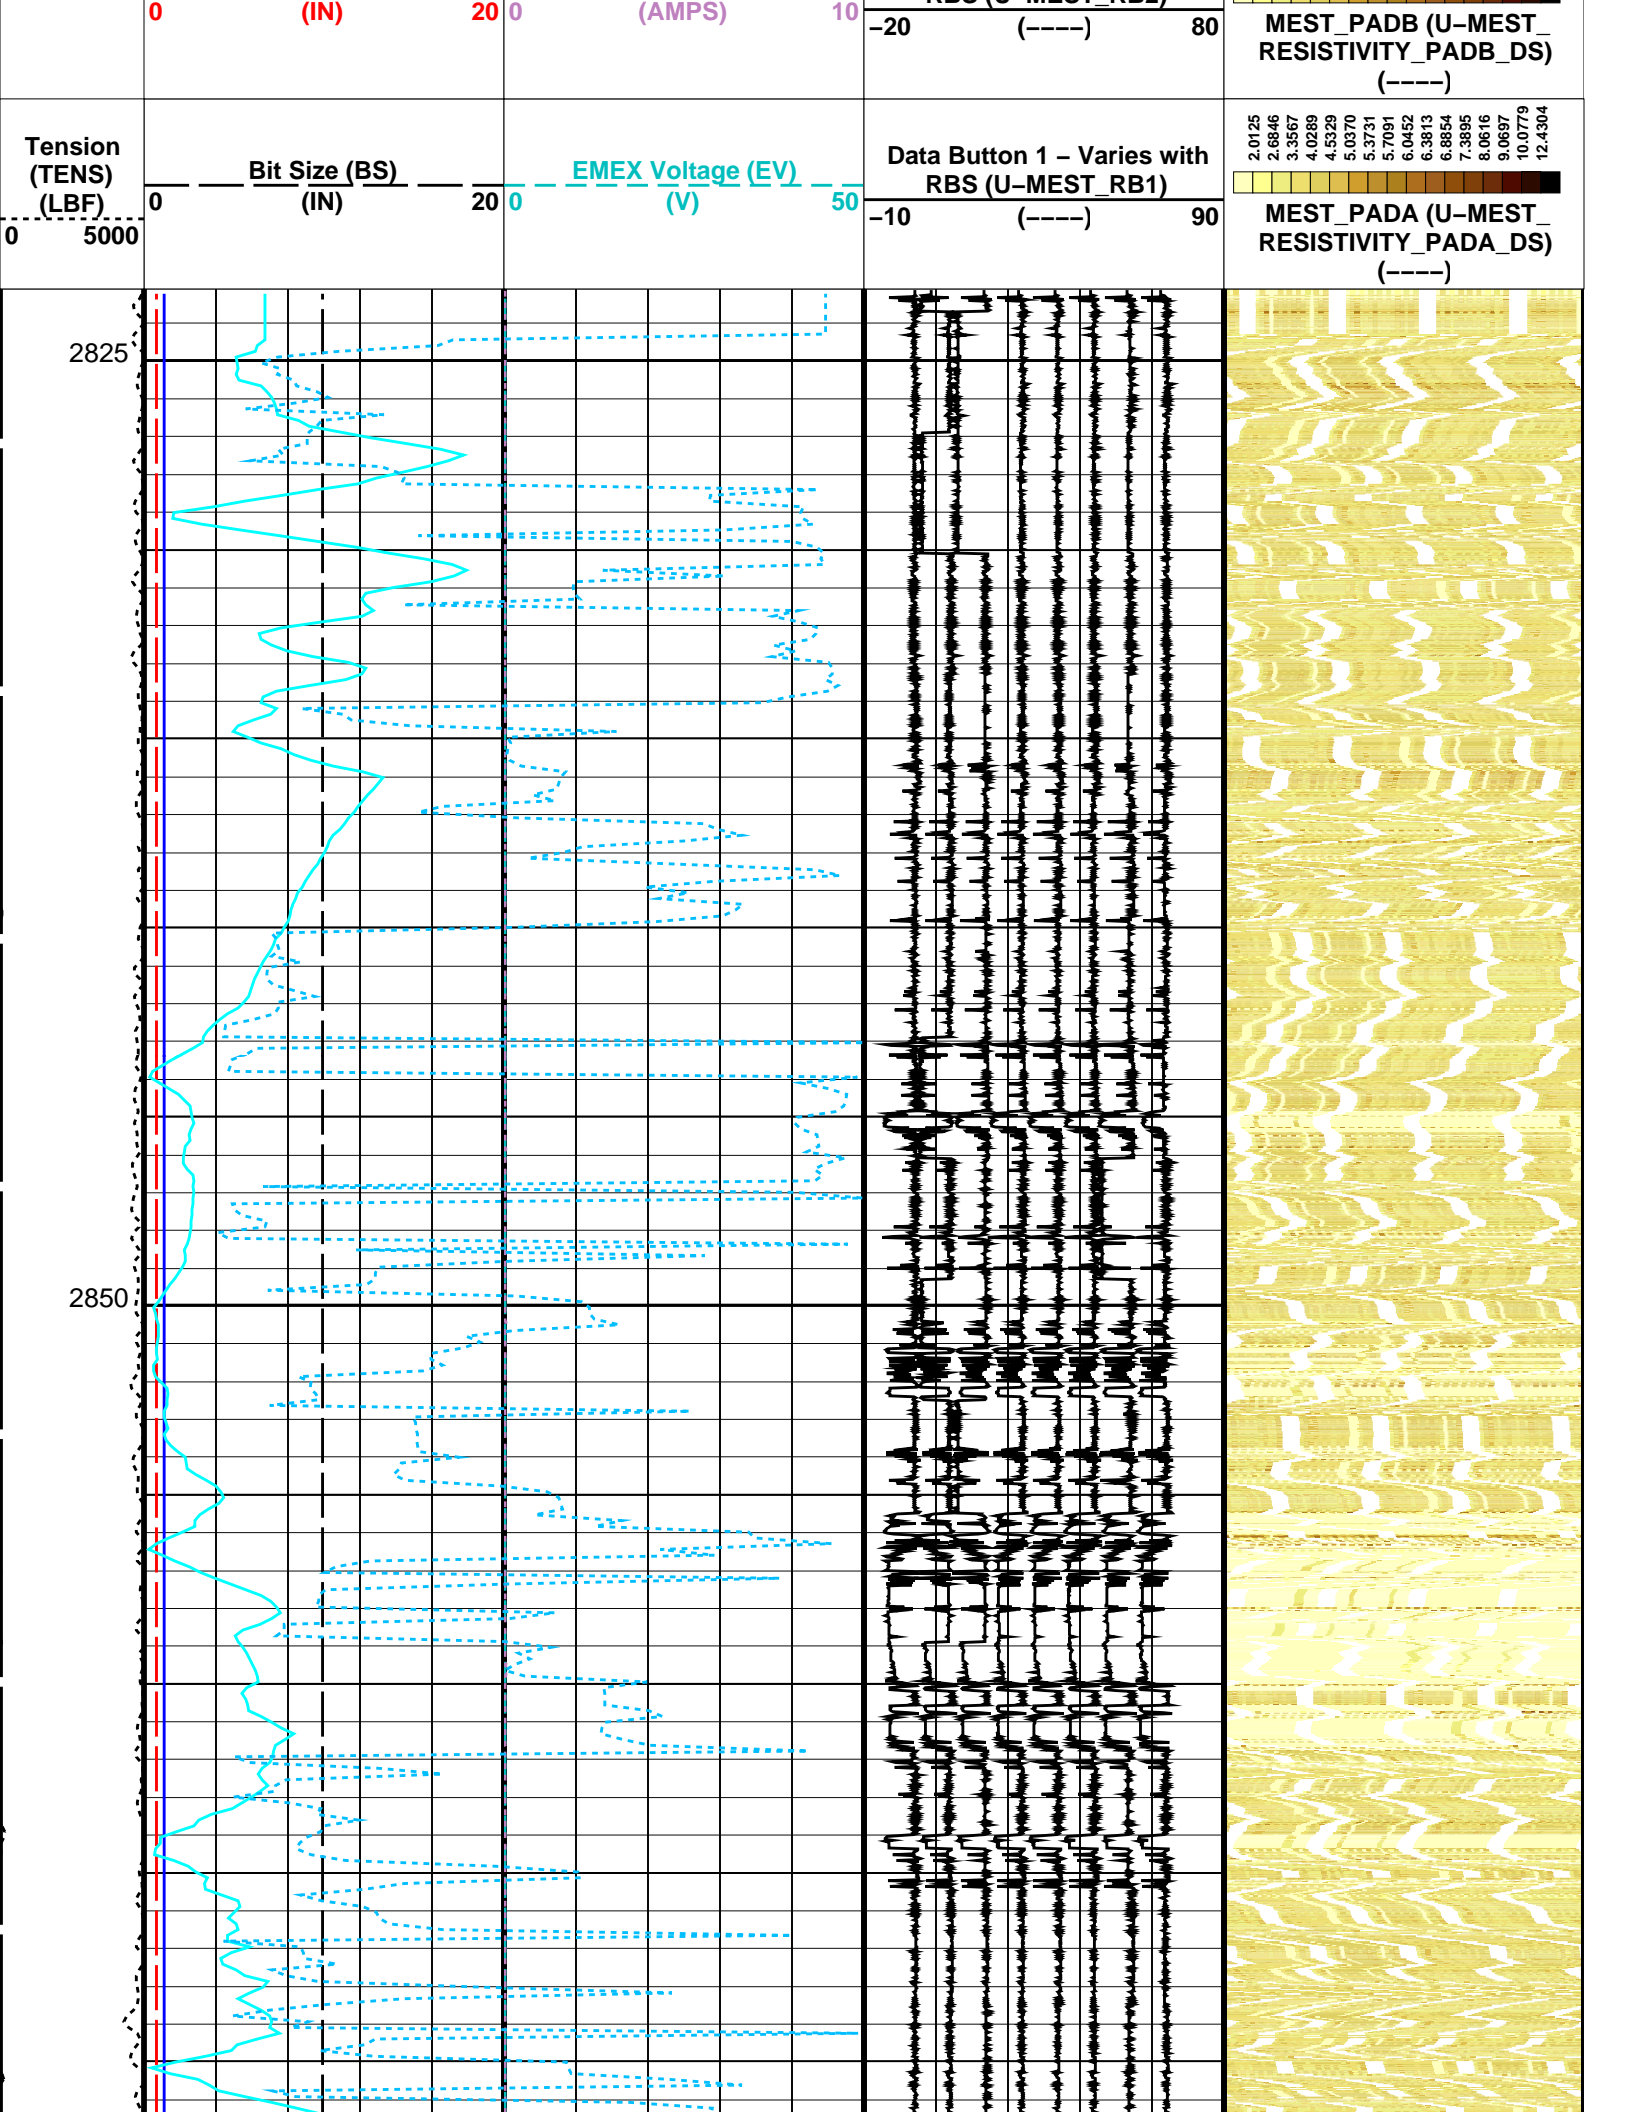 0 (IN) 20 0 (AMPS) 10
RBS (U–MEST_RB2)
–20 (––––) 80
MEST_PADB (U–MEST_
RESISTIVITY_PADB_DS)
(––––)
Tension
(TENS)
(LBF)
0 5000
Bit Size (BS)
0 (IN) 20
EMEX Voltage (EV)
0 (V) 50
Data Button 1 – Varies with
RBS (U–MEST_RB1)
–10 (––––) 90
2.0125
2.6846
3.3567
4.0289
4.5329
5.0370
5.3731
5.7091
6.0452
6.3813
6.8854
7.3895
8.0616
9.0697
10.0779
12.4304
MEST_PADA (U–MEST_
RESISTIVITY_PADA_DS)
(––––)
2825
2850